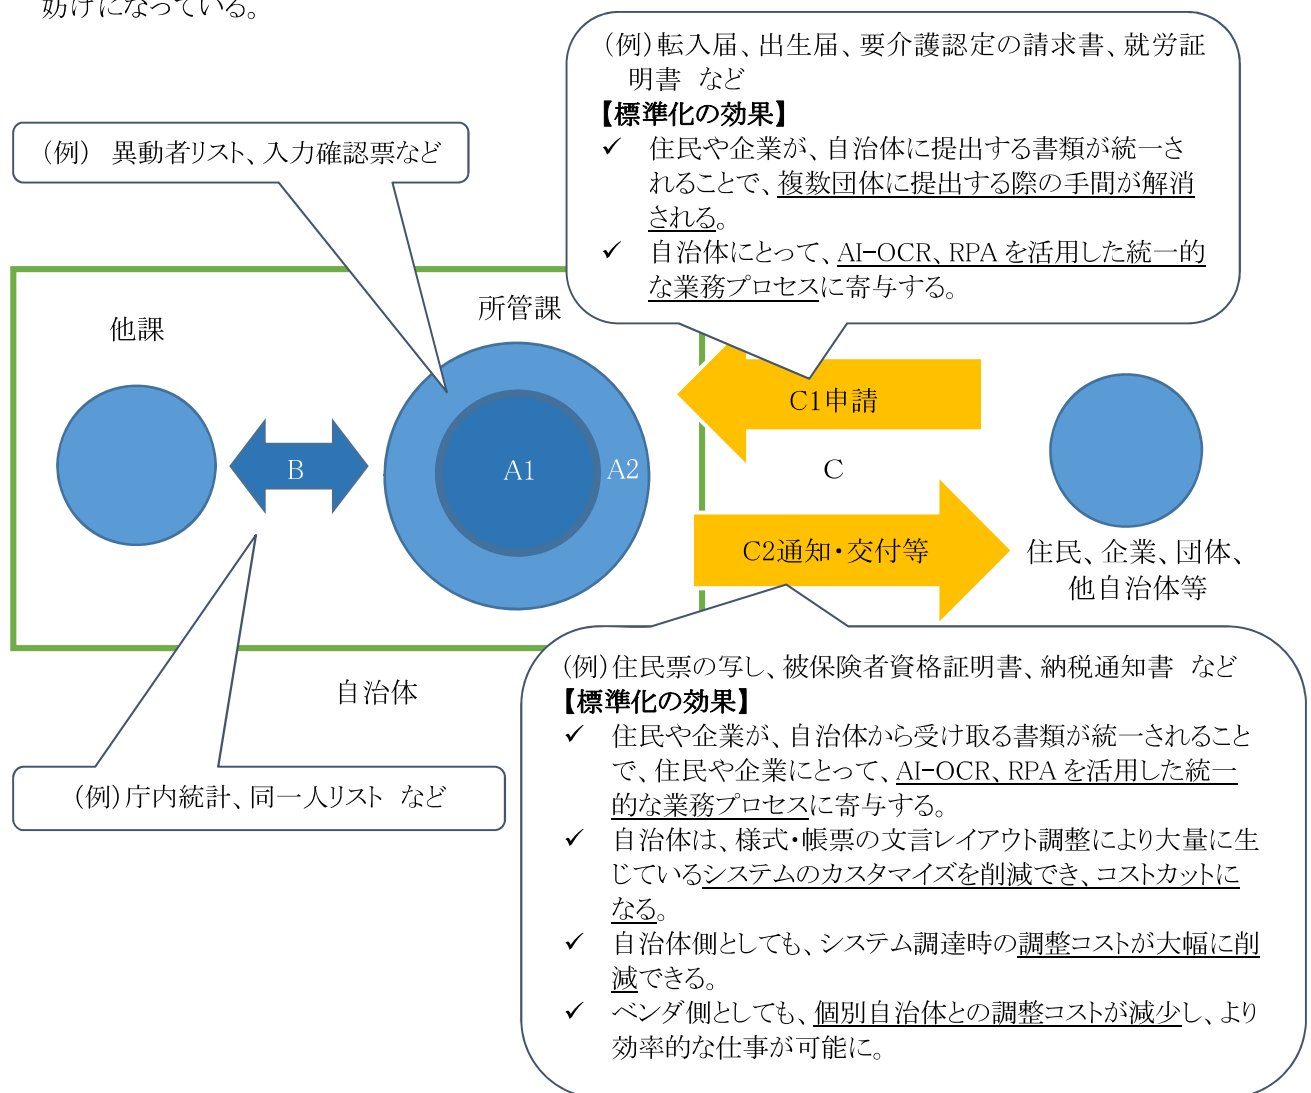 妨げになっている。
（例）転入届、出生届、要介護認定の請求書、就労証
明書　など
【標準化の効果】
✓ 住民や企業が、自治体に提出する書類が統一さ
れることで、複数団体に提出する際の手間が解消
される。
✓ 自治体にとって、AI-OCR、RPA を活用した統一的
な業務プロセスに寄与する。
（例）　異動者リスト、入力確認票など
所管課
他課
C1申請
B
A1
A2
C
C2通知・交付等
住民、企業、団体、
他自治体等
自治体
（例）庁内統計、同一人リスト　など
（例）住民票の写し、被保険者資格証明書、納税通知書　など
【標準化の効果】
✓ 住民や企業が、自治体から受け取る書類が統一されること
で、住民や企業にとって、AI-OCR、RPA を活用した統一
的な業務プロセスに寄与する。
✓ 自治体は、様式・帳票の文言レイアウト調整により大量に生
じているシステムのカスタマイズを削減でき、コストカットに
なる。
✓ 自治体側としても、システム調達時の調整コストが大幅に削
減できる。
✓ ベンダ側としても、個別自治体との調整コストが減少し、より
効率的な仕事が可能に。